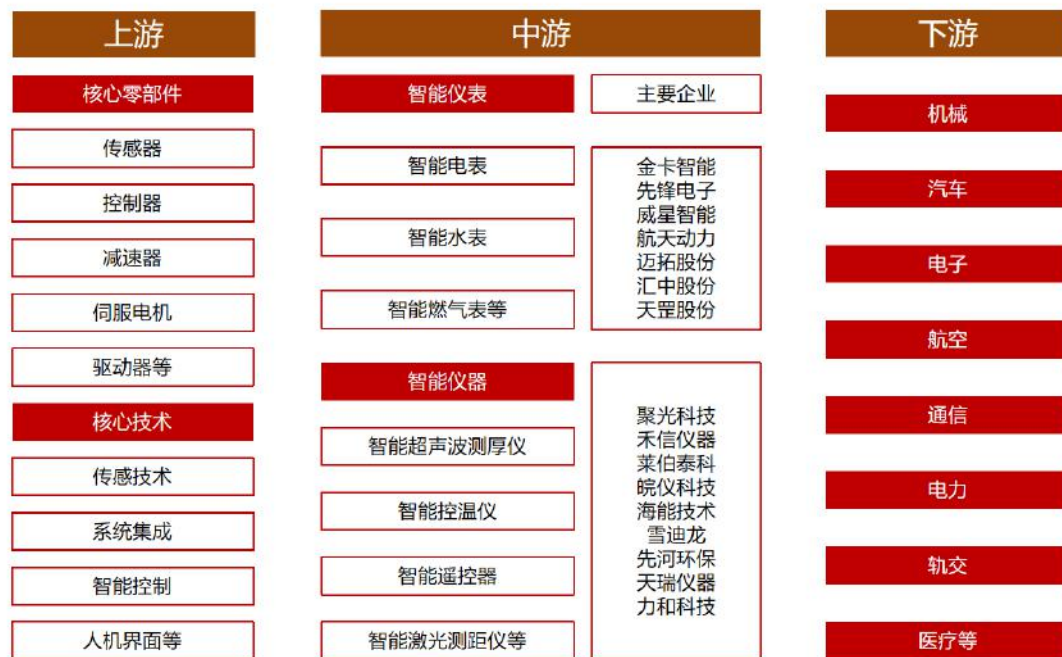 上游
核心零部件
传感器
控制器
减速器
伺服电机
驱动器等
核心技术
传感技术
系统集成
智能控制
人机界面等
中游
智能仪表
主要企业
智能电表
智能水表
智能燃气表等
金卡智能
先锋电子
威星智能
航天动力
迈拓股份
汇中股份
天罡股份
智能仪器
智能超声波测厚仪
智能控温仪
智能遥控器
智能激光测距仪等
聚光科技
禾信仪器
莱伯泰科
皖仪科技
海能技术
雪迪龙
先河环保
天瑞仪器
力和科技
下游
机械
汽车
电子
航空
通信
电力
轨交
医疗等